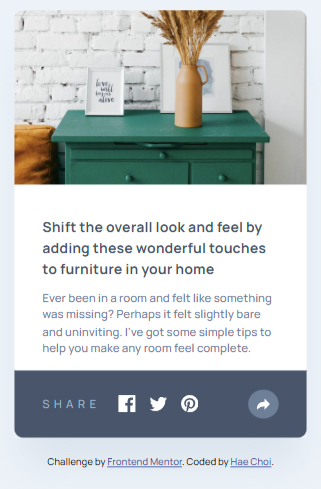 love
will
save us
alive
Shift the overall look and feel by
adding these wonderful touches
to furniture in your home
Ever been in a room and felt like something
was missing? Perhaps it felt slightly bare
and uninviting. I've got some simple tips to
help you make any room feel complete.
SHARE
Challenge by Frontend Mentor. Coded by Hae Choi.